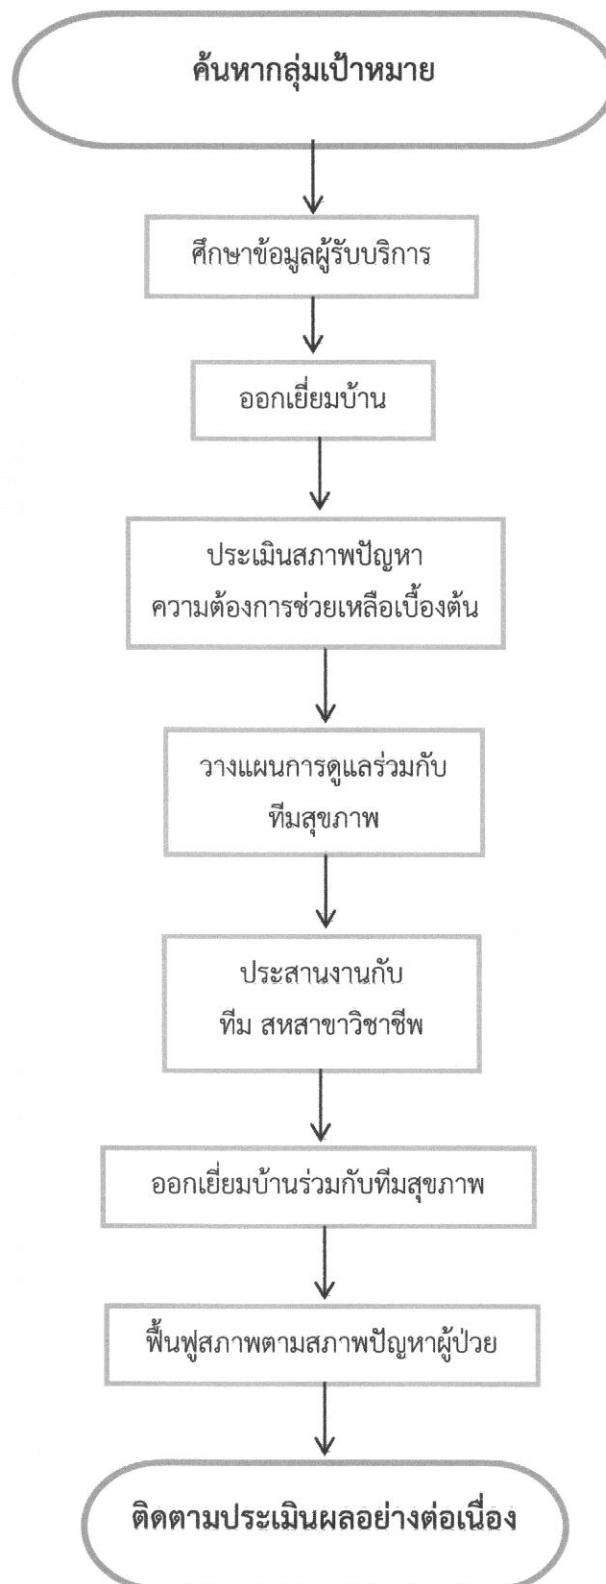 ค้นหากลุ่มเป้าหมาย
ศึกษาข้อมูลผู้รับบริการ
ออกเยี่ยมบ้าน
ประเมินสภาพปัญหา
ความต้องการช่วยเหลือเบื้องต้น
วางแผนการดูแลร่วมกับ
ทีมสุขภาพ
ประสานงานกับ
ทีม สหสาขาวิชาชีพ
ออกเยี่ยมบ้านร่วมกับทีมสุขภาพ
ฟื้นฟูสภาพตามสภาพปัญหาผู้ป่วย
ติดตามประเมินผลอย่างต่อเนื่อง